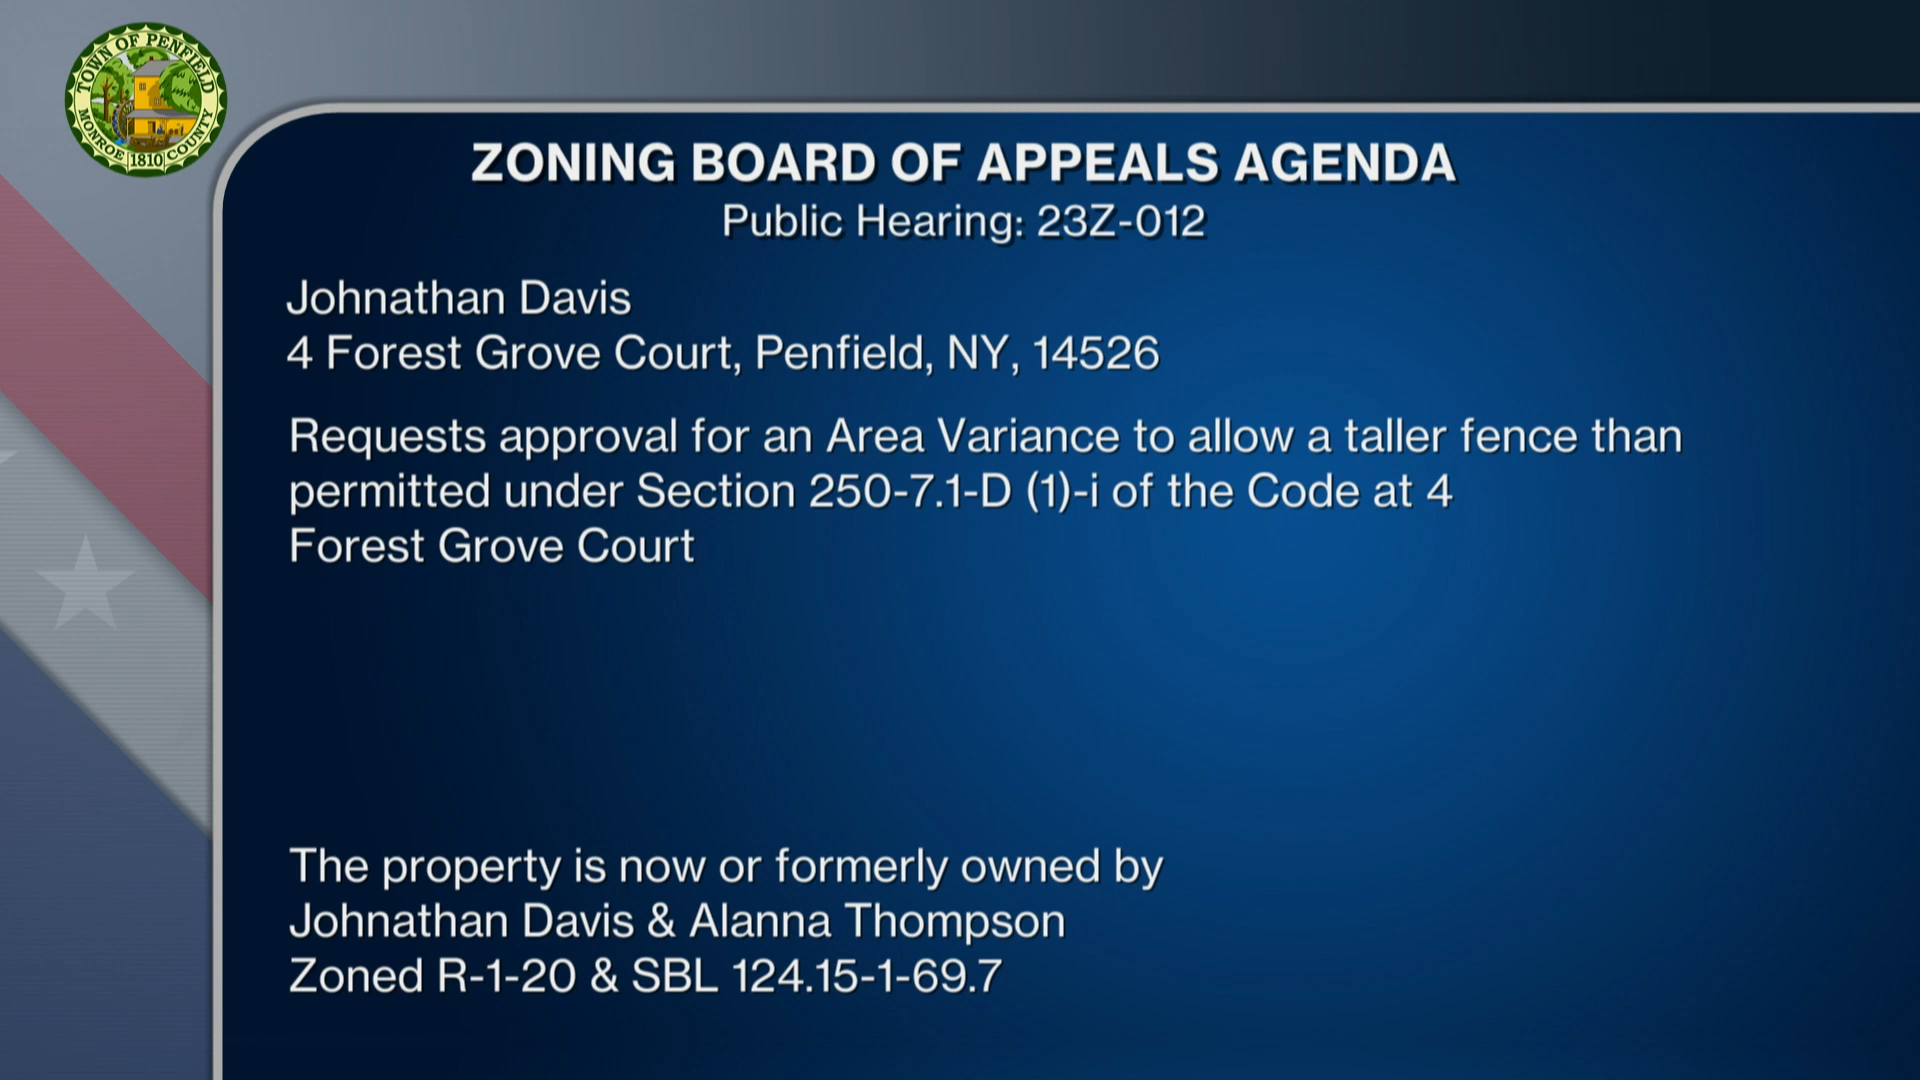 TOWN OF PENFIELD
MONROE 1810 COUNTY
ZONING BOARD OF APPEALS AGENDA
Public Hearing: 23Z-012
Johnathan Davis
4 Forest Grove Court, Penfield, NY, 14526
Requests approval for an Area Variance to allow a taller fence than
permitted under Section 250-7.1-D (1)-i of the Code at 4
Forest Grove Court
The property is now or formerly owned by
Johnathan Davis & Alanna Thompson
Zoned R-1-20 & SBL 124.15-1-69.7